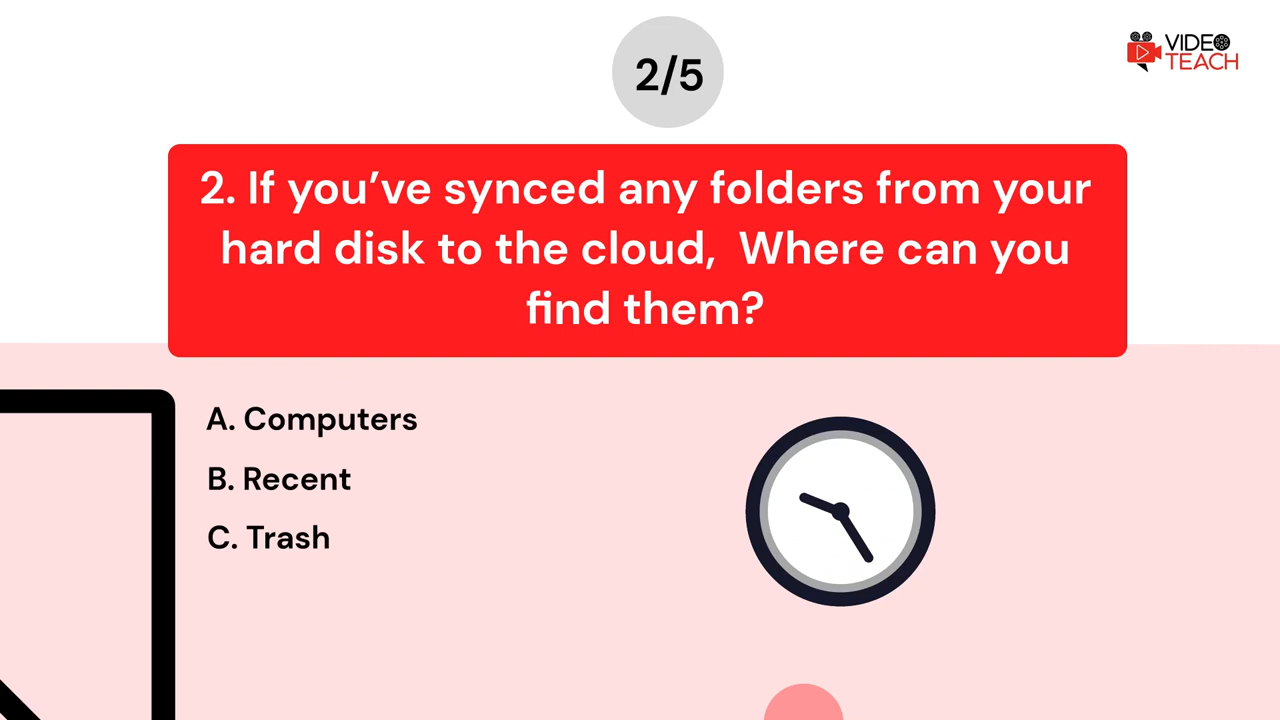 2/5
VIDEO
TEACH
2. If you’ve synced any folders from your
hard disk to the cloud,  Where can you
find them?
A. Computers
B. Recent
C. Trash